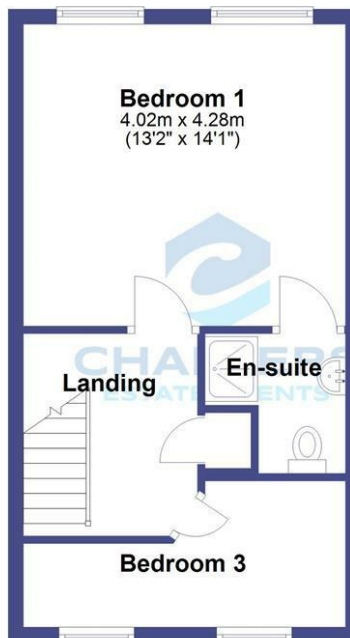 Bedroom 1
4.02m x 4.28m
(13'2" x 14'1")
En-suite
Landing
Bedroom 3